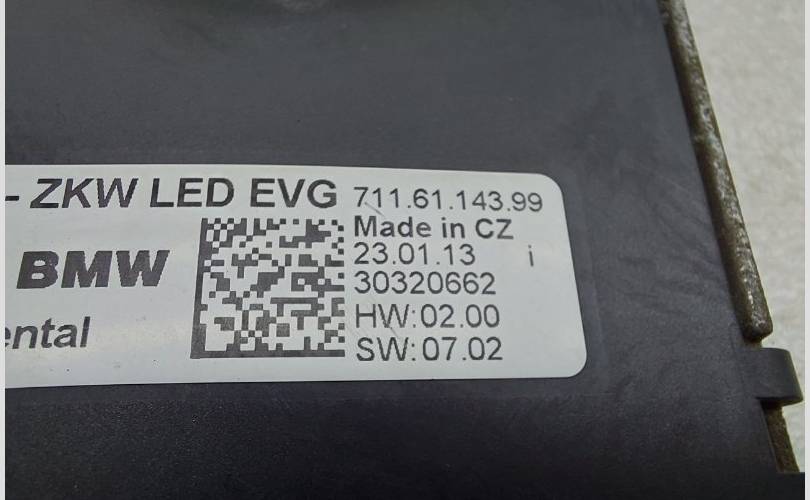 - ZKW LED EVG 711.61.143.99
Made in CZ
BMW 23.01.13 i
30320662
ental HW:02.00
SW:07.02